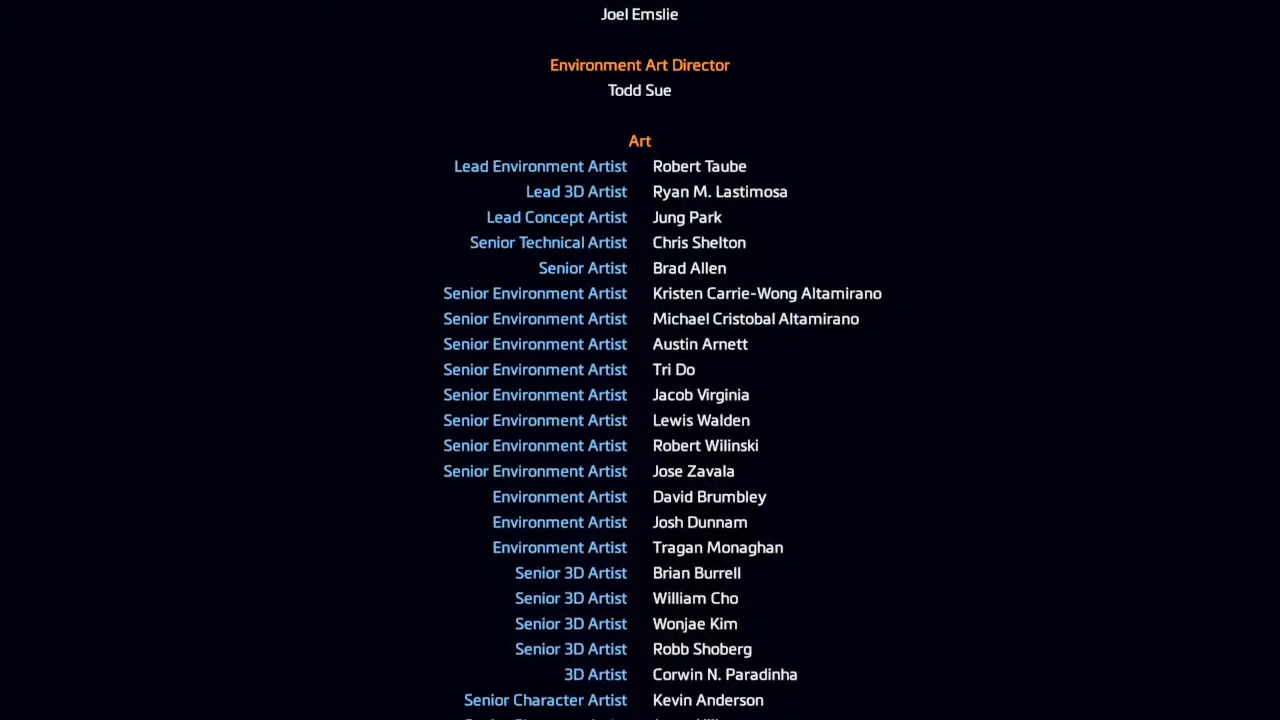 Joel Emslie
Environment Art Director
Todd Sue
Art
Lead Environment Artist Robert Taube
Lead 3D Artist Ryan M. Lastimosa
Lead Concept Artist Jung Park
Senior Technical Artist Chris Shelton
Senior Artist Brad Allen
Senior Environment Artist Kristen Carrie-Wong Altamirano
Senior Environment Artist Michael Cristobal Altamirano
Senior Environment Artist Austin Arnett
Senior Environment Artist Tri Do
Senior Environment Artist Jacob Virginia
Senior Environment Artist Lewis Walden
Senior Environment Artist Robert Wilinski
Senior Environment Artist Jose Zavala
Environment Artist David Brumbley
Environment Artist Josh Dunnam
Environment Artist Tragan Monaghan
Senior 3D Artist Brian Burrell
Senior 3D Artist William Cho
Senior 3D Artist Wonjae Kim
Senior 3D Artist Robb Shoberg
3D Artist Corwin N. Paradinha
Senior Character Artist Kevin Anderson